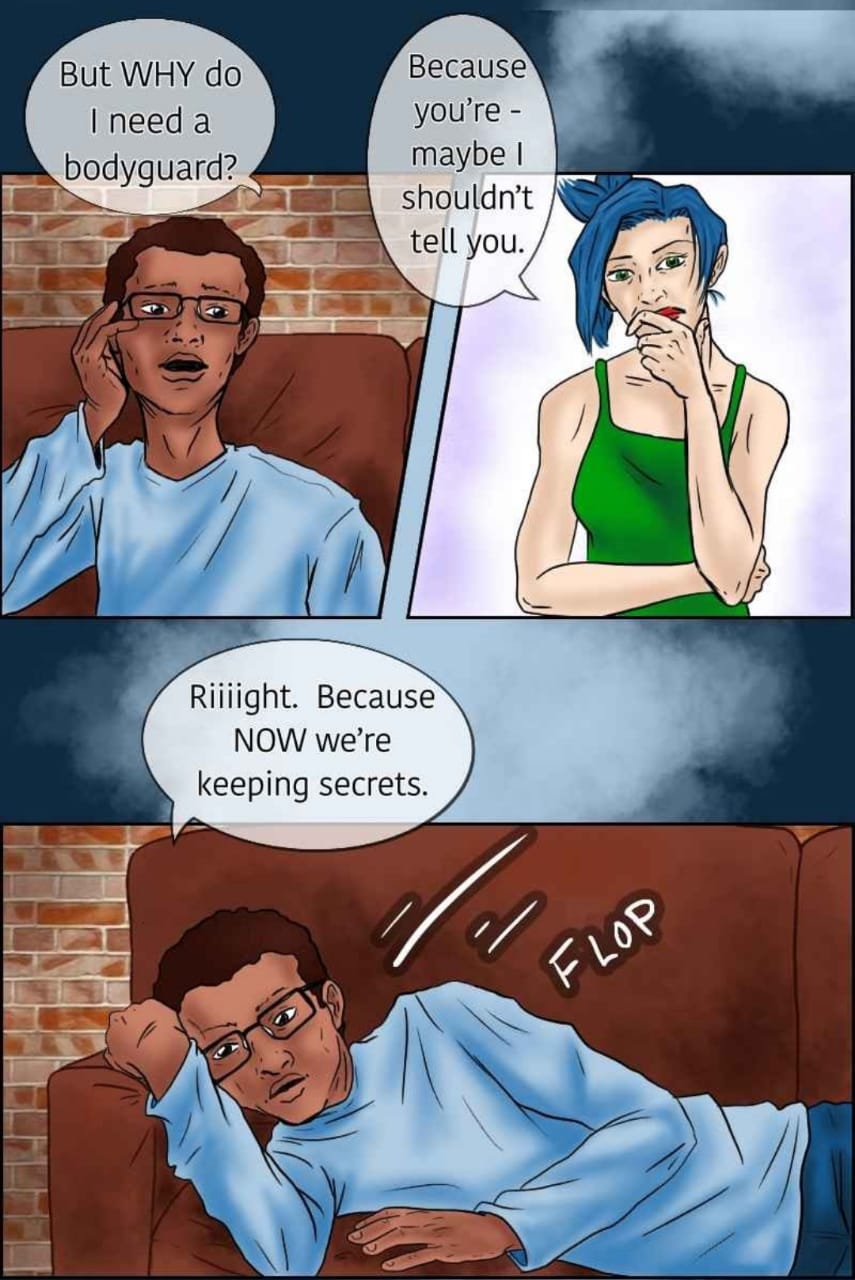 But WHY do
I need a
bodyguard?
Because
you're -
maybe I
shouldn't
tell you.
Riiiight.  Because
NOW we're
keeping secrets.
FLOP